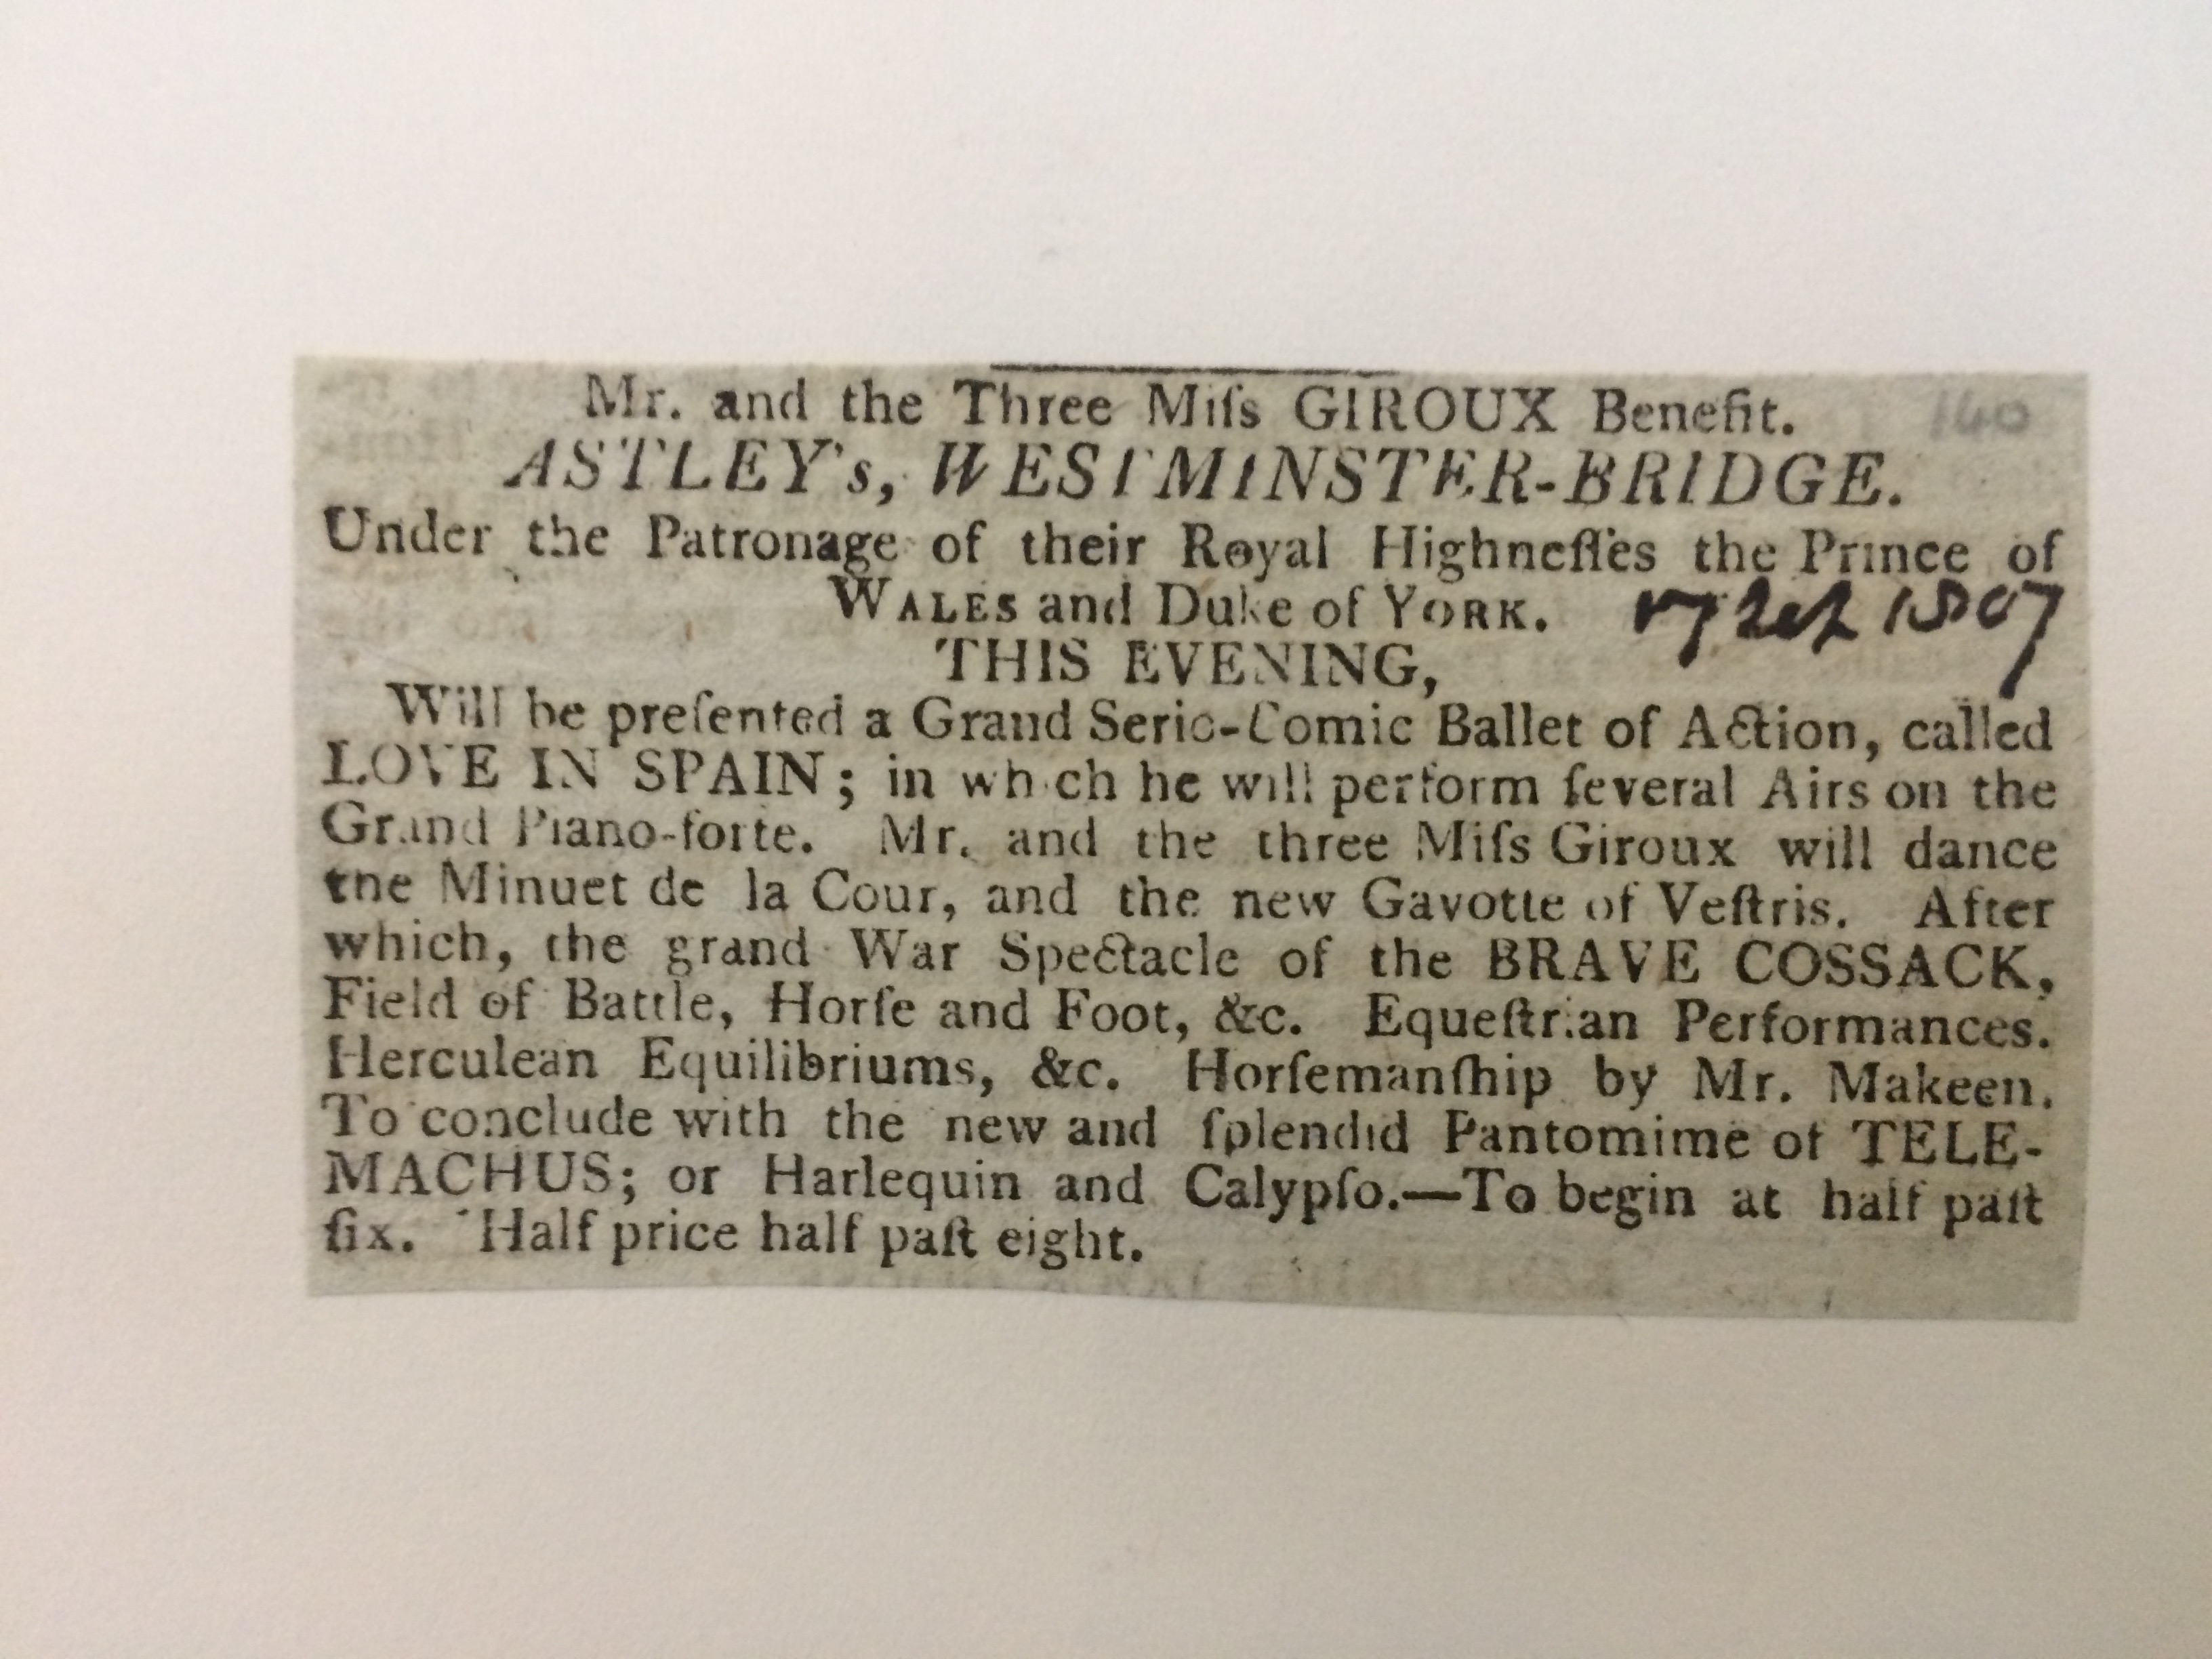 Mr. and the Three Miſs GIROUX Benefit. 140
ASTLEY's, WESTMINSTER-BRIDGE.
Under the Patronage of their Royal Highneſſes the Prince of
WALES and Duke of YORK. 1807
THIS EVENING,
Will be preſented a Grand Serio-Comic Ballet of Action, called
LOVE IN SPAIN; in which he will perform ſeveral Airs on the
Grand Piano-forte. Mr. and the three Miſs Giroux will dance
the Minuet de la Cour, and the new Gavotte of Veſtris. After
which, the grand War Spectacle of the BRAVE COSSACK,
Field of Battle, Horſe and Foot, &c. Equeſtrian Performances.
Herculean Equilibriums, &c. Horſemanſhip by Mr. Makeen.
To conclude with the new and ſplendid Pantomime of TELE-
MACHUS; or Harlequin and Calypſo.—To begin at half paſt
ſix. Half price half paſt eight.